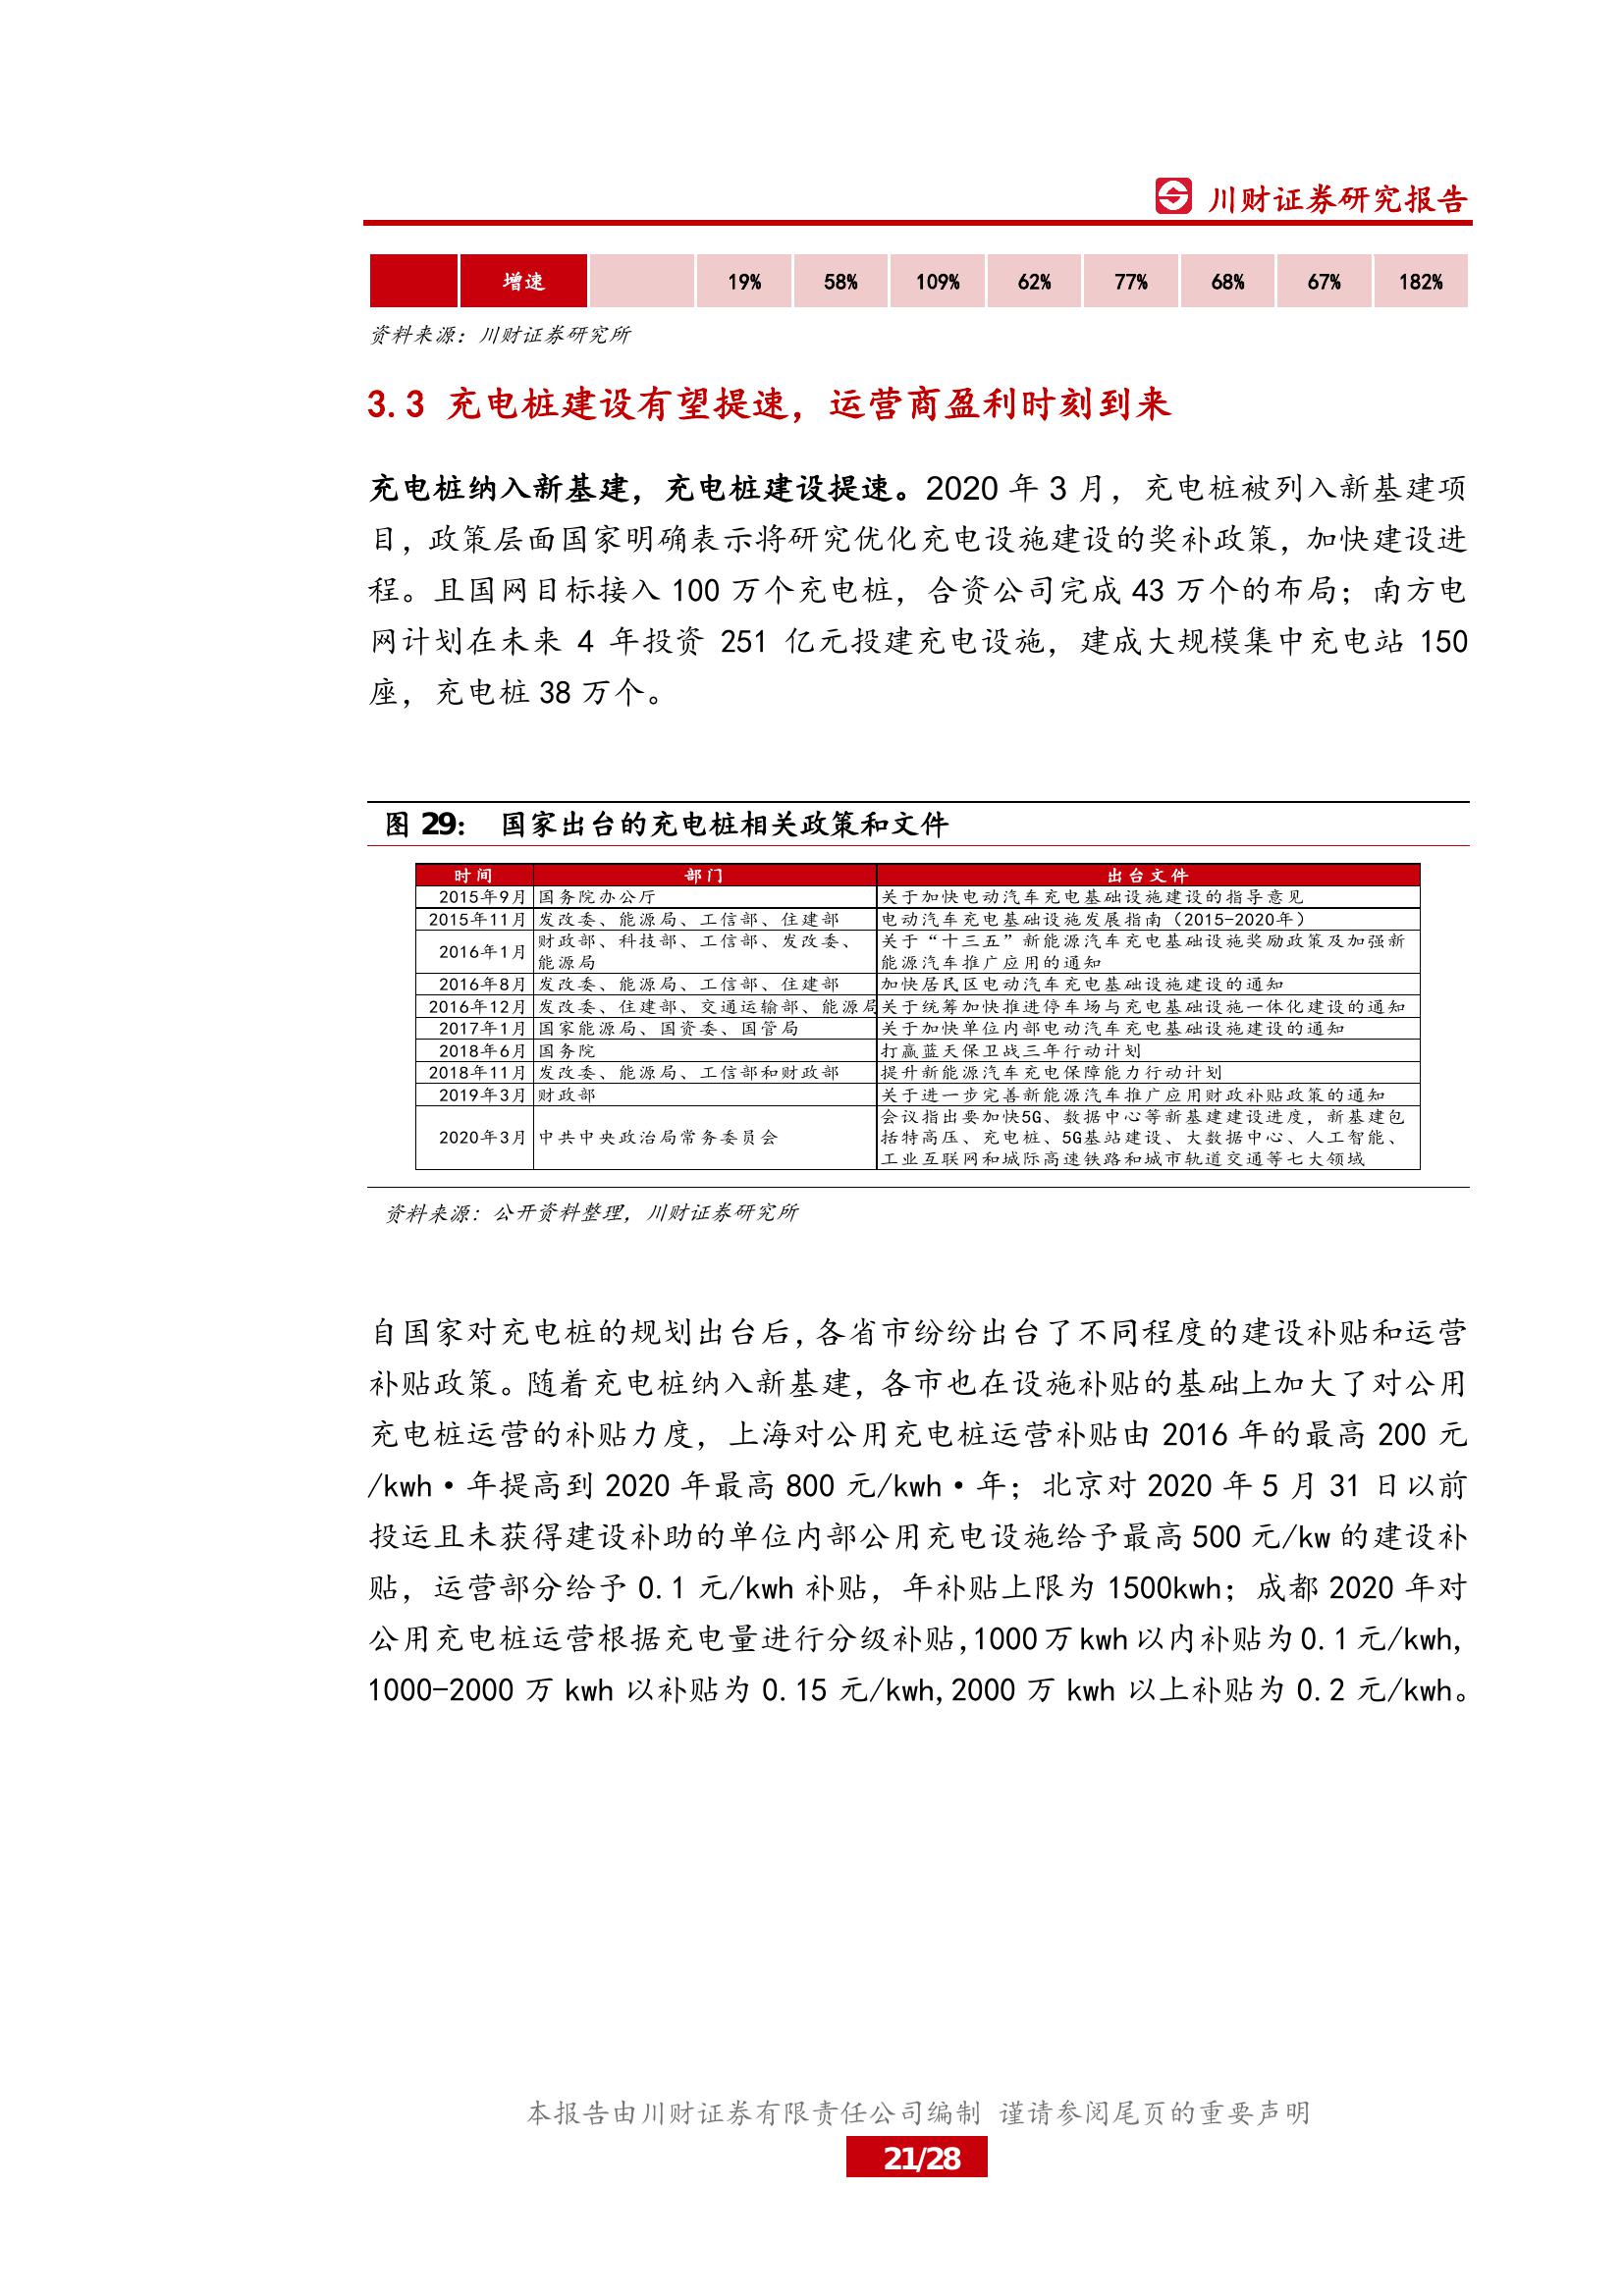 川财证券研究报告
增速 19% 58% 109% 62% 77% 68% 67% 182%
资料来源：川财证券研究所
3.3 充电桩建设有望提速，运营商盈利时刻到来
充电桩纳入新基建，充电桩建设提速。2020 年 3 月，充电桩被列入新基建项
目，政策层面国家明确表示将研究优化充电设施建设的奖补政策，加快建设进
程。且国网目标接入 100 万个充电桩，合资公司完成 43 万个的布局；南方电
网计划在未来 4 年投资 251 亿元投建充电设施，建成大规模集中充电站 150
座，充电桩 38 万个。
图 29： 国家出台的充电桩相关政策和文件
时间 部门 出台文件
2015年9月 国务院办公厅 关于加快电动汽车充电基础设施建设的指导意见
2015年11月 发改委、能源局、工信部、住建部 电动汽车充电基础设施发展指南（2015-2020年）
2016年1月 财政部、科技部、工信部、发改委、 关于“十三五”新能源汽车充电基础设施奖励政策及加强新
能源局 能源汽车推广应用的通知
2016年8月 发改委、能源局、工信部、住建部 加快居民区电动汽车充电基础设施建设的通知
2016年12月 发改委、住建部、交通运输部、能源局 关于统筹加快推进停车场与充电基础设施一体化建设的通知
2017年1月 国家能源局、国资委、国管局 关于加快单位内部电动汽车充电基础设施建设的通知
2018年6月 国务院 打赢蓝天保卫战三年行动计划
2018年11月 发改委、能源局、工信部和财政部 提升新能源汽车充电保障能力行动计划
2019年3月 财政部 关于进一步完善新能源汽车推广应用财政补贴政策的通知
2020年3月 中共中央政治局常务委员会 会议指出要加快5G、数据中心等新基建建设进度，新基建包
括特高压、充电桩、5G基站建设、大数据中心、人工智能、
工业互联网和城际高速铁路和城市轨道交通等七大领域
资料来源：公开资料整理，川财证券研究所
自国家对充电桩的规划出台后，各省市纷纷出台了不同程度的建设补贴和运营
补贴政策。随着充电桩纳入新基建，各市也在设施补贴的基础上加大了对公用
充电桩运营的补贴力度，上海对公用充电桩运营补贴由 2016 年的最高 200 元
/kwh·年提高到 2020 年最高 800 元/kwh·年；北京对 2020 年 5 月 31 日以前
投运且未获得建设补助的单位内部公用充电设施给予最高 500 元/kw 的建设补
贴，运营部分给予 0.1 元/kwh 补贴，年补贴上限为 1500kwh；成都 2020 年对
公用充电桩运营根据充电量进行分级补贴，1000 万 kwh 以内补贴为 0.1 元/kwh，
1000-2000 万 kwh 以补贴为 0.15 元/kwh，2000 万 kwh 以上补贴为 0.2 元/kwh。
本报告由川财证券有限责任公司编制 谨请参阅尾页的重要声明
21/28